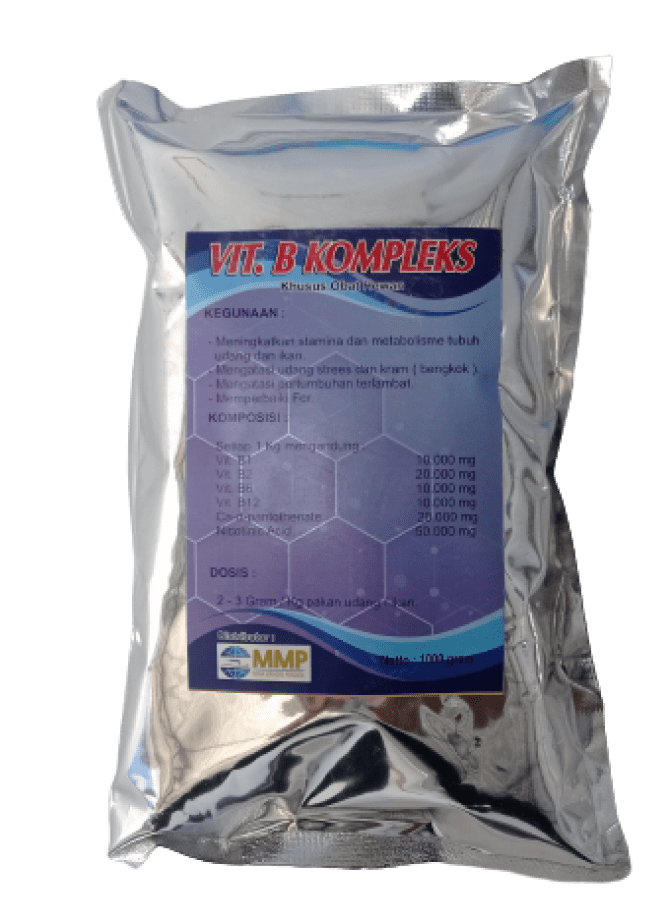 VIT. B KOMPLEKS
Khusus Obat Hewan
KEGUNAAN :
- Meningkatkan stamina dan metabolisme tubuh
udang dan ikan.
- Mengatasi udang strees dan kram ( bengkok ).
- Mengatasi pertumbuhan terlambat.
- Memperbaiki Fcr.
KOMPOSISI :
Setiap 1 Kg mengandung :
Vit. B1 10.000 mg
Vit. B2 20.000 mg
Vit. B6 10.000 mg
Vit. B12 10.000 mg
Ca-d-pantothenate 20.000 mg
Nicotinic Acid 50.000 mg
DOSIS :
2 - 3 Gram / Kg pakan udang / ikan.
Distributor :
MMP
Netto : 1000 gram